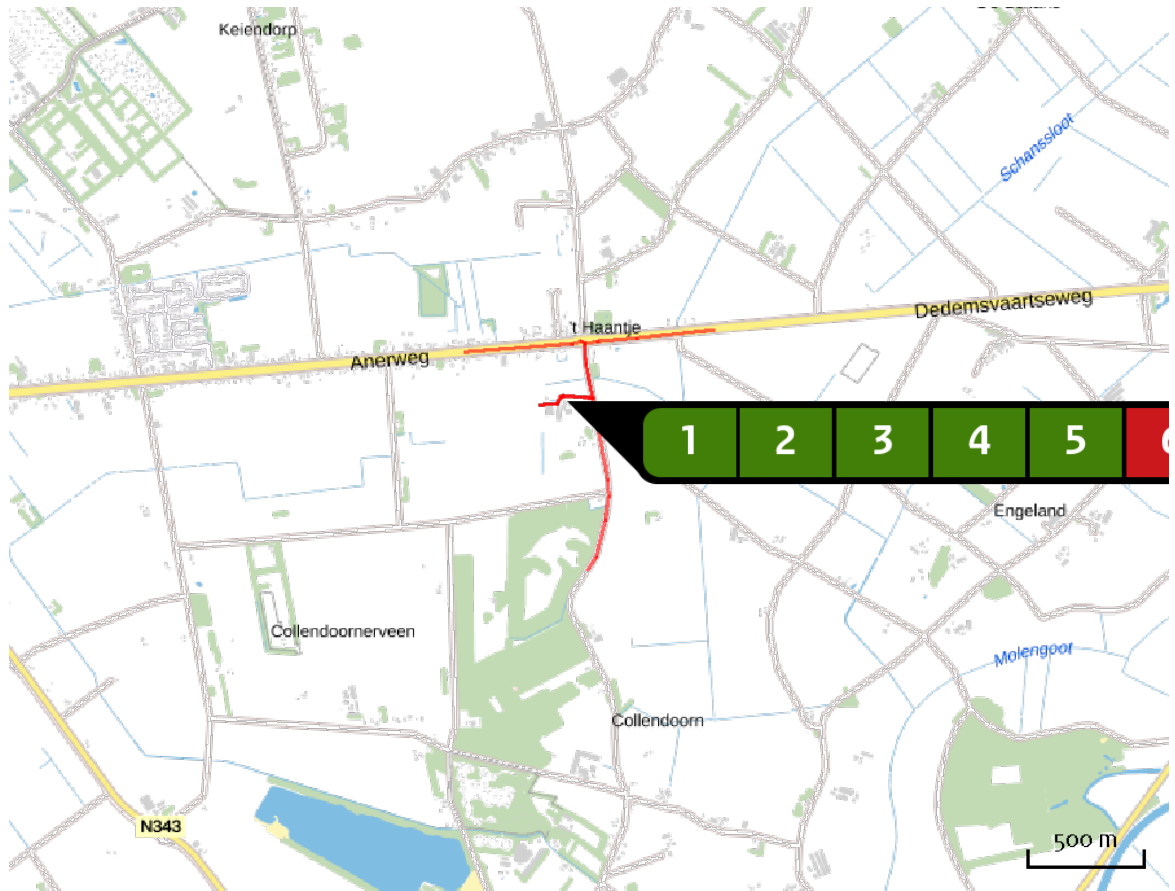 Keiendorp
Schanssloot
't Haantje
Dedemsvaartseweg
Anerweg
1 2 3 4 5
Engeland
Collendoornerveen
Molengoor
Collendoorn
N343
500 m